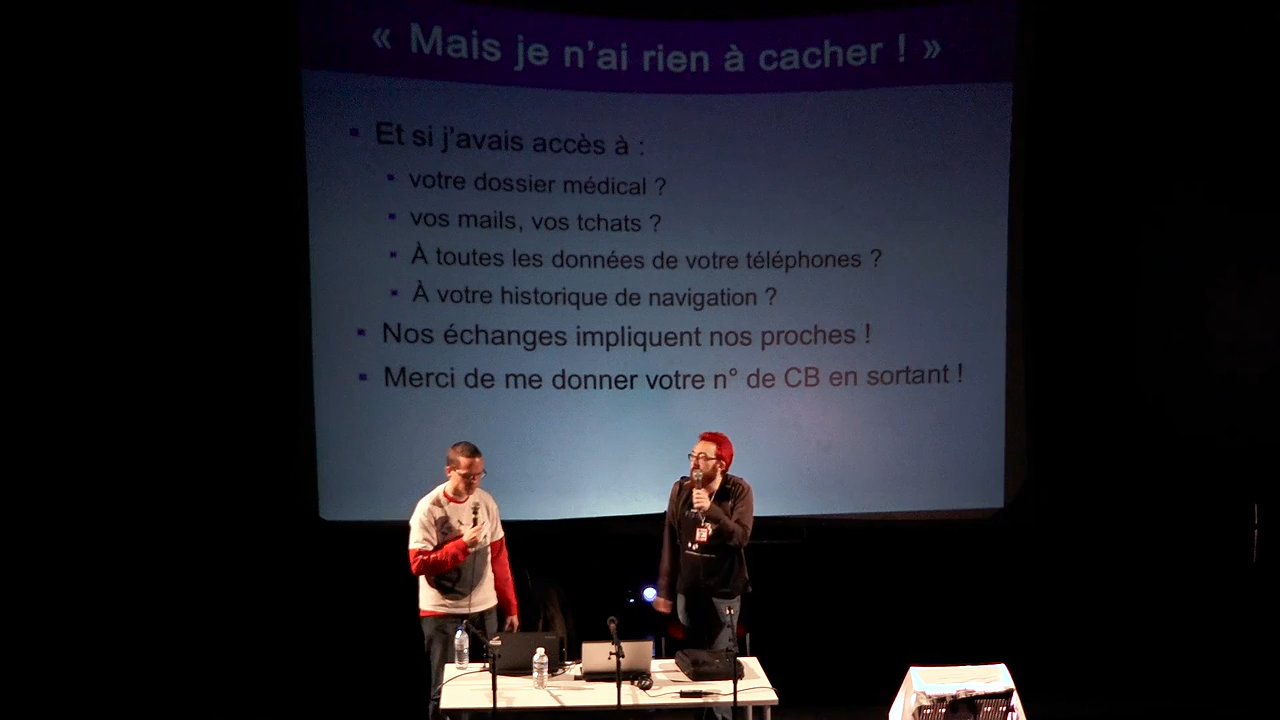 « Mais je n'ai rien à cacher ! »
Et si j'avais accès à :
votre dossier médical ?
vos mails, vos tchats ?
À toutes les données de votre téléphones ?
À votre historique de navigation ?
Nos échanges impliquent nos proches !
Merci de me donner votre n° de CB en sortant !